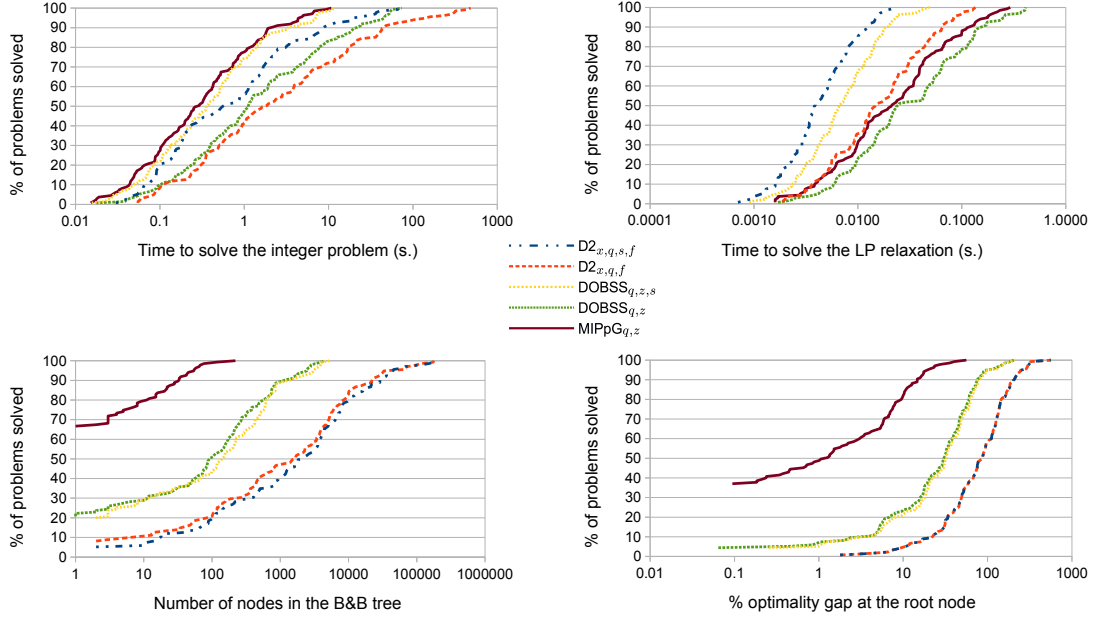 % of problems solved
100
90
80
70
60
50
40
30
20
10
0
0.01 0.1 1 10 100 1000
Time to solve the integer problem (s.)
% of problems solved
100
90
80
70
60
50
40
30
20
10
0
0.0001 0.0010 0.0100 0.1000 1.0000
Time to solve the LP relaxation (s.)
D2x,q,s,f
D2x,q,f
DOBSSq,z,s
DOBSSq,z
MIPpGq,z
% of problems solved
100
90
80
70
60
50
40
30
20
10
0
1 10 100 1000 10000 100000 1000000
Number of nodes in the B&B tree
% of problems solved
100
90
80
70
60
50
40
30
20
10
0
0.01 0.1 1 10 100 1000
% optimality gap at the root node